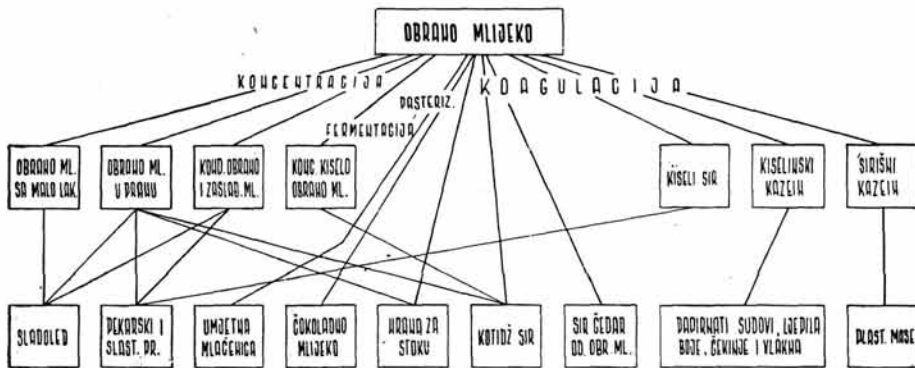 OBRANO MLIJEKO
KONCENTRACIJA
KOAGULACIJA
PASTERIZ.
FERMENTACIJA
OBRANO ML.
SA MALO LAK.
OBRANO ML.
U PRAHU
KOND. OBRANO
I ZASLAĐ. ML.
KONC. KISELO
OBRANO ML.
KISELI SIR
KISELINSKI
KAZEIN
SIRIŠNI
KAZEIN
SLADOLED
PEKARSKI I
SLAST. PR.
UMJETNA
MLAĆENICA
ČOKOLADNO
MLIJEKO
HRANA ZA
STOKU
KOTIDŽ SIR
SIR ČEDAR
OD. OBR. ML.
PAPIRNATI SUDOVI, LJEPILA
BOJE, ČEKINJE I VLAKNA
PLAST. MASE